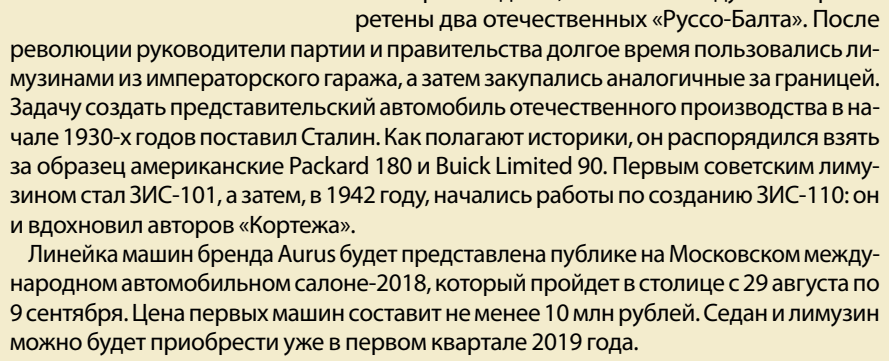 ретены два отечественных «Руссо-Балта». После
революции руководители партии и правительства долгое время пользовались ли-
музинами из императорского гаража, а затем закупались аналогичные за границей.
Задачу создать представительский автомобиль отечественного производства в на-
чале 1930-х годов поставил Сталин. Как полагают историки, он распорядился взять
за образец американские Packard 180 и Buick Limited 90. Первым советским лиму-
зином стал ЗИС-101, а затем, в 1942 году, начались работы по созданию ЗИС-110: он
и вдохновил авторов «Кортежа».
Линейка машин бренда Aurus будет представлена публике на Московском между-
народном автомобильном салоне-2018, который пройдет в столице с 29 августа по
9 сентября. Цена первых машин составит не менее 10 млн рублей. Седан и лимузин
можно будет приобрести уже в первом квартале 2019 года.